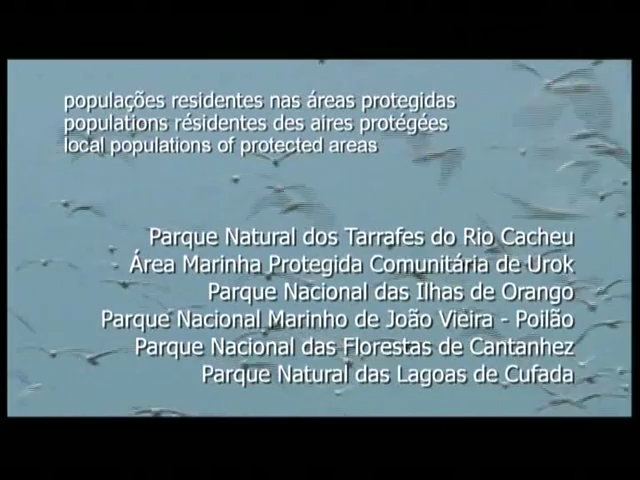 populações residentes nas áreas protegidas
populations résidentes des aires protégées
local populations of protected areas
Parque Natural dos Tarrafes do Rio Cacheu
Área Marinha Protegida Comunitária de Urok
Parque Nacional das Ilhas de Orango
Parque Nacional Marinho de João Vieira - Poilão
Parque Nacional das Florestas de Cantanhez
Parque Natural das Lagoas de Cufada